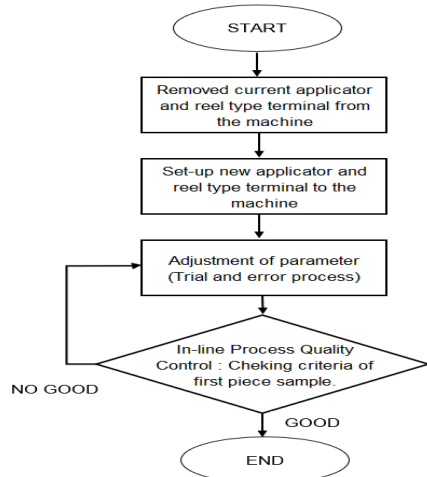 START
Removed current applicator
and reel type terminal from
the machine
Set-up new applicator and
reel type terminal to the
machine
Adjustment of parameter
(Trial and error process)
In-line Process Quality
Control : Cheking criteria of
first piece sample.
NO GOOD
GOOD
END